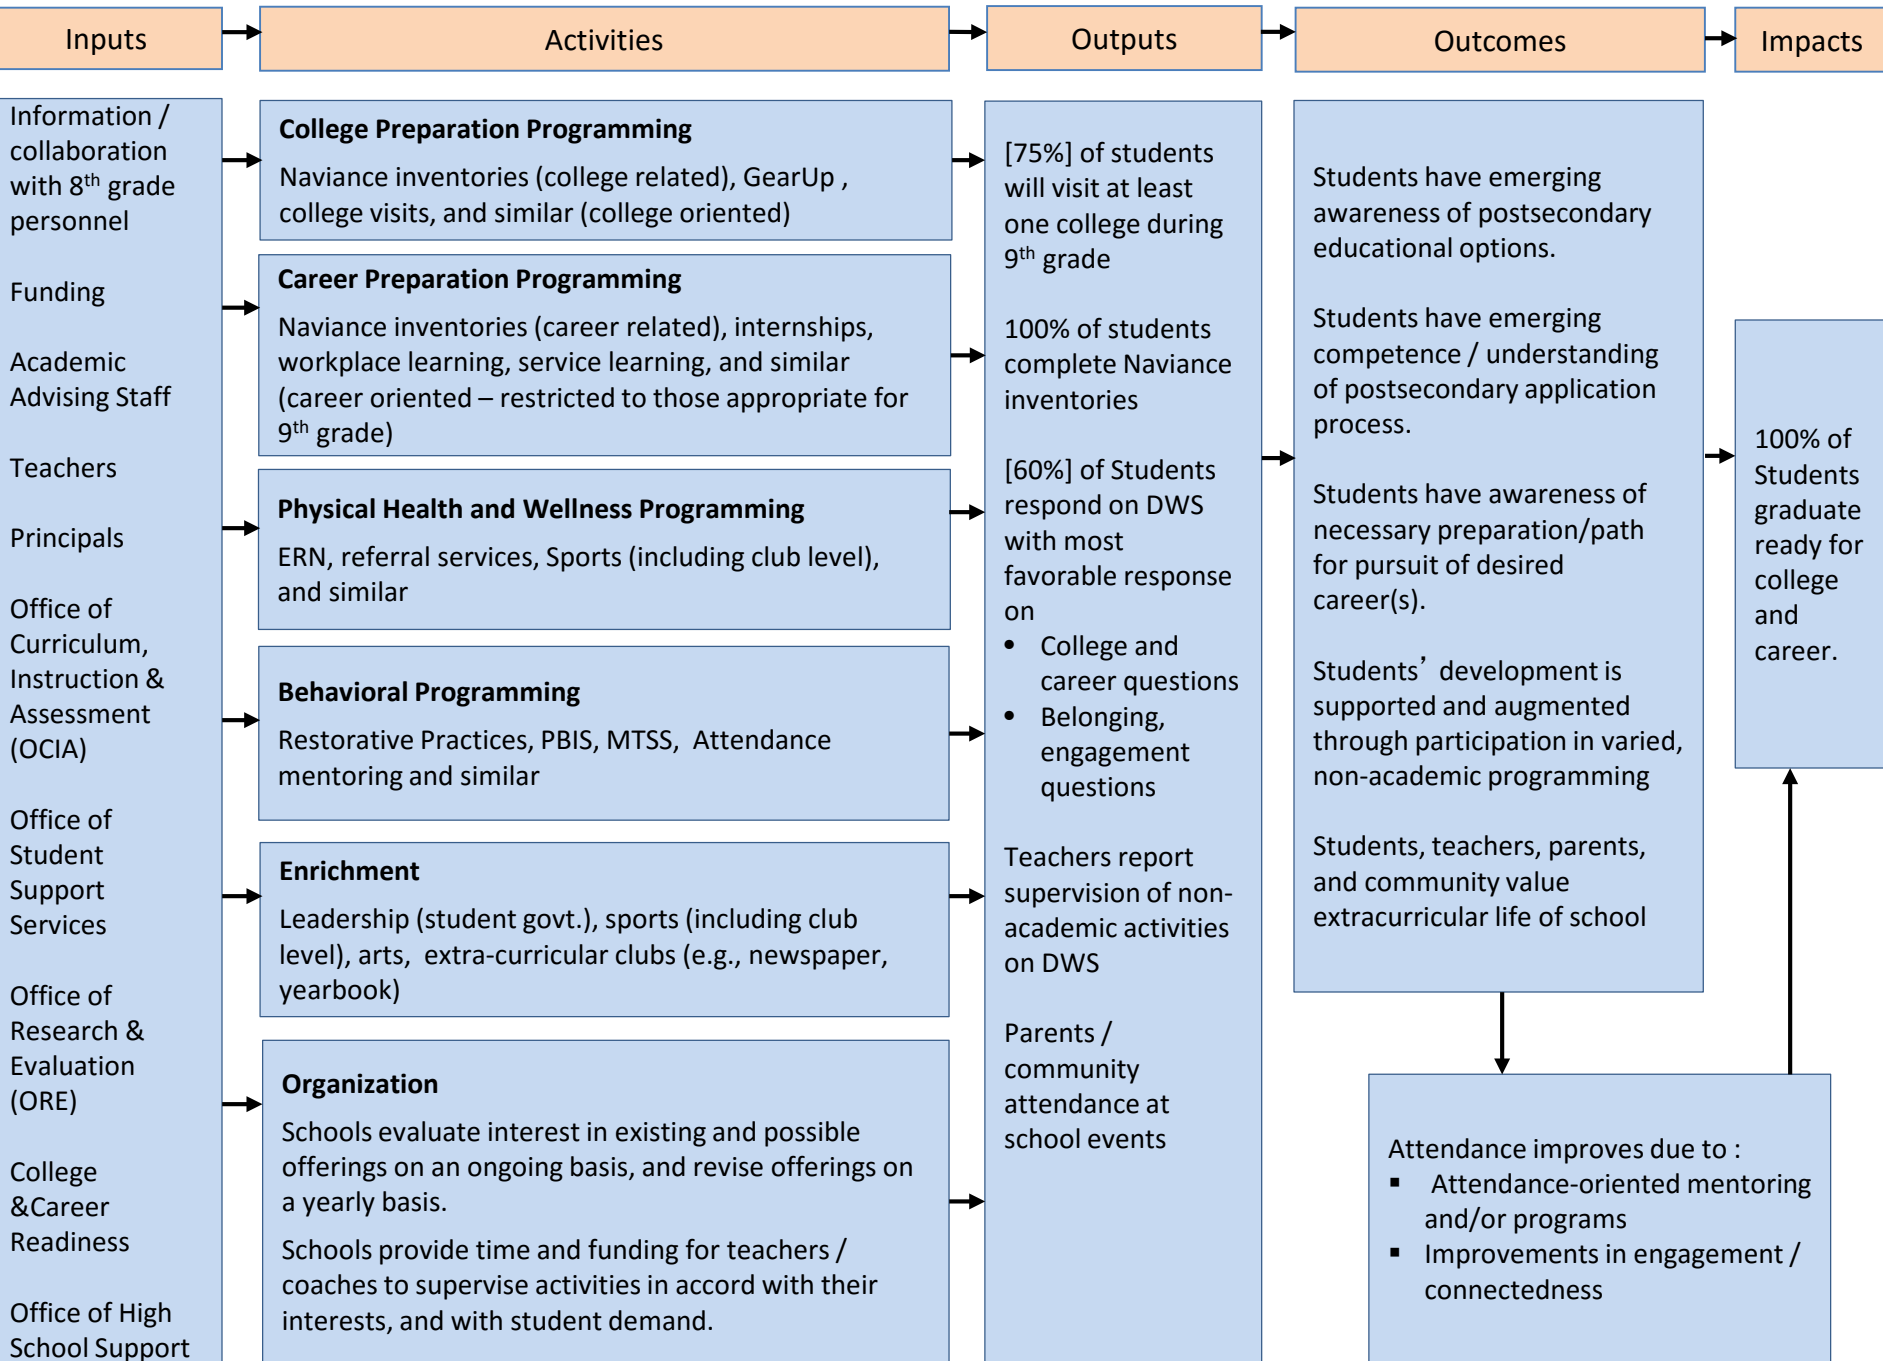 Inputs
Activities
Outputs
Outcomes
Impacts
Information /
collaboration
with 8th grade
personnel
Funding
Academic
Advising Staff
Teachers
Principals
Office of
Curriculum,
Instruction &
Assessment
(OCIA)
Office of
Student
Support
Services
Office of
Research &
Evaluation
(ORE)
College
&Career
Readiness
Office of High
School Support
College Preparation Programming
Naviance inventories (college related), GearUp ,
college visits, and similar (college oriented)
Career Preparation Programming
Naviance inventories (career related), internships,
workplace learning, service learning, and similar
(career oriented – restricted to those appropriate for
9th grade)
Physical Health and Wellness Programming
ERN, referral services, Sports (including club level),
and similar
Behavioral Programming
Restorative Practices, PBIS, MTSS,  Attendance
mentoring and similar
Enrichment
Leadership (student govt.), sports (including club
level), arts,  extra-curricular clubs (e.g., newspaper,
yearbook)
Organization
Schools evaluate interest in existing and possible
offerings on an ongoing basis, and revise offerings on
a yearly basis.
Schools provide time and funding for teachers /
coaches to supervise activities in accord with their
interests, and with student demand.
[75%] of students
will visit at least
one college during
9th grade
100% of students
complete Naviance
inventories
[60%] of Students
respond on DWS
with most
favorable response
on
• College and
career questions
• Belonging,
engagement
questions
Teachers report
supervision of non-
academic activities
on DWS
Parents /
community
attendance at
school events
Students have emerging
awareness of postsecondary
educational options.
Students have emerging
competence / understanding
of postsecondary application
process.
Students have awareness of
necessary preparation/path
for pursuit of desired
career(s).
Students’ development is
supported and augmented
through participation in varied,
non-academic programming
Students, teachers, parents,
and community value
extracurricular life of school
Attendance improves due to :
▪ Attendance-oriented mentoring
and/or programs
▪ Improvements in engagement /
connectedness
100% of
Students
graduate
ready for
college
and
career.